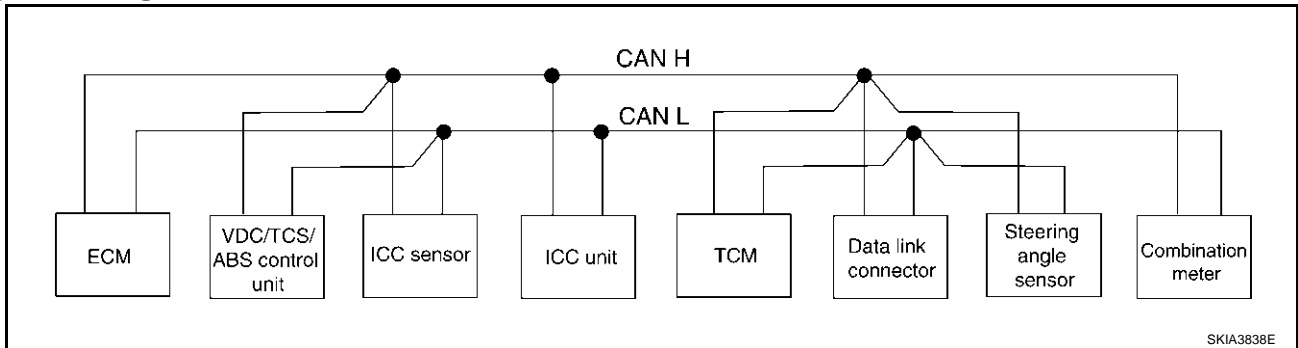 CAN H
CAN L
ECM
VDC/TCS/
ABS control
unit
ICC sensor
ICC unit
TCM
Data link
connector
Steering
angle
sensor
Combination
meter
SKIA3838E